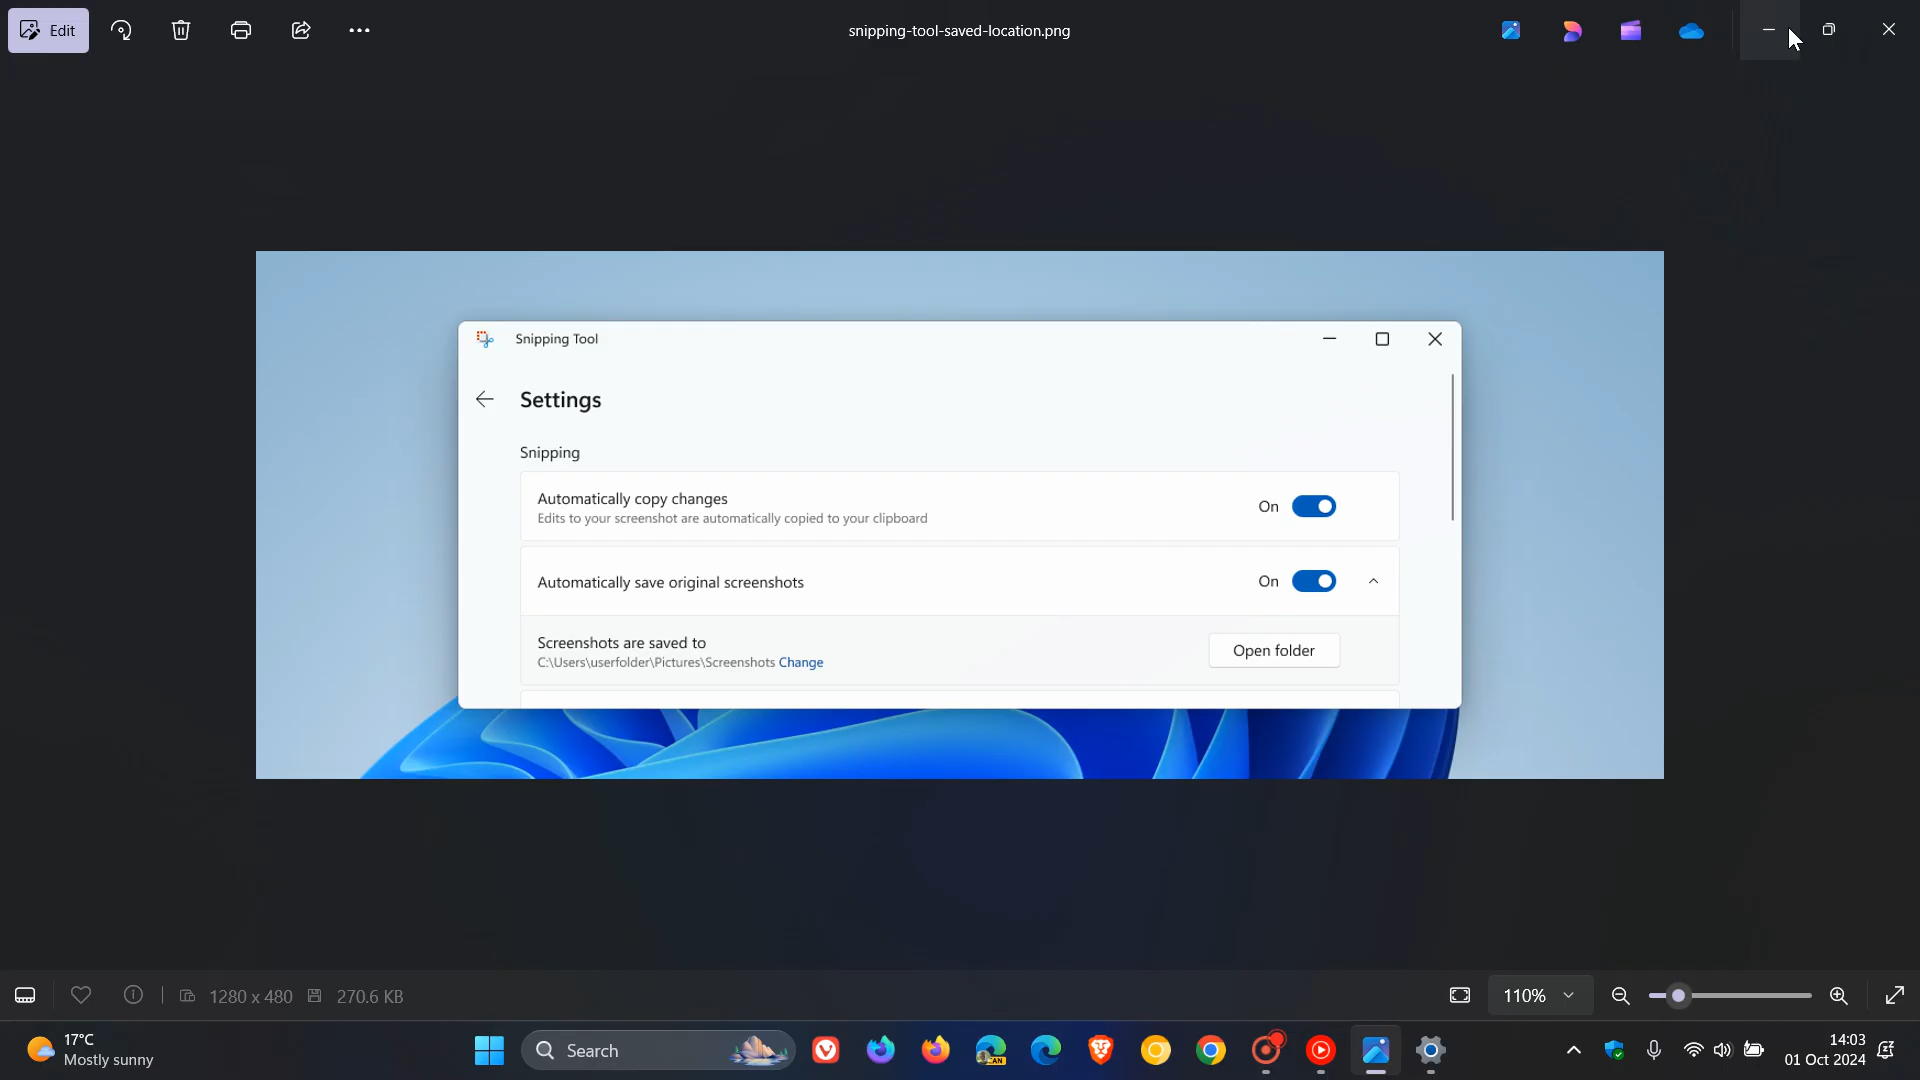 Edit
snipping-tool-saved-location.png
Snipping Tool
Settings
Snipping
Automatically copy changes
Edits to your screenshot are automatically copied to your clipboard
On
Automatically save original screenshots
On
Screenshots are saved to
C:\Users\userfolder\Pictures\Screenshots Change
Open folder
1280 x 480
270.6 KB
110%
17°C
Mostly sunny
Search
CAN
14:03
01 Oct 2024